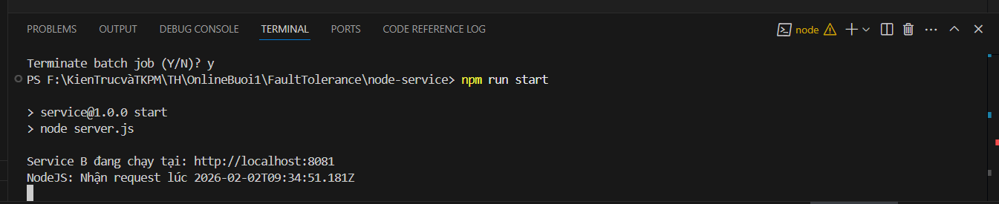 PROBLEMS OUTPUT DEBUG CONSOLE TERMINAL PORTS CODE REFERENCE LOG node
Terminate batch job (Y/N)? y
PS F:\KienTrucvàTKPM\TH\OnlineBuoi1\FaultTolerance\node-service> npm run start
> service@1.0.0 start
> node server.js
Service B đang chạy tại: http://localhost:8081
NodeJS: Nhận request lúc 2026-02-02T09:34:51.181Z